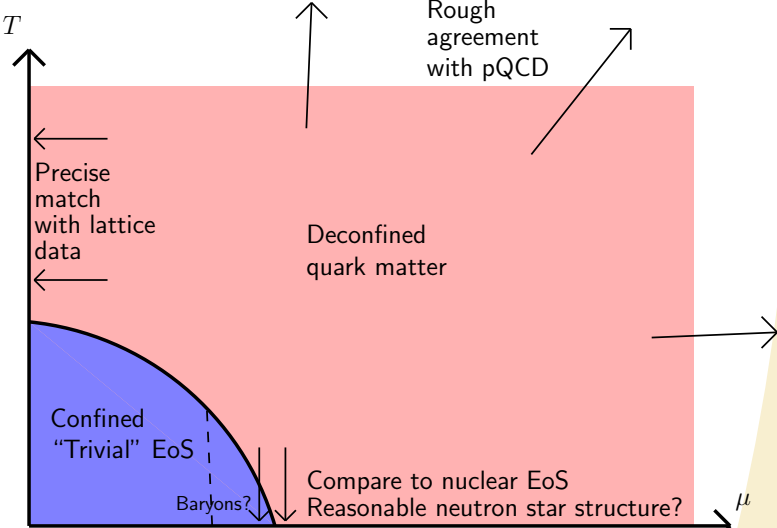 T
Rough
agreement
with pQCD
Precise
match
with lattice
data
Deconfined
quark matter
Confined
“Trivial” EoS
Baryons?
Compare to nuclear EoS
Reasonable neutron star structure?
μ